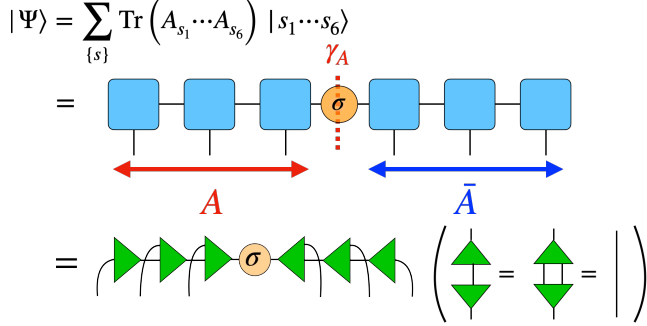 |Ψ⟩ = ∑_{s} Tr (A_{s_1}⋯A_{s_6}) |s_1⋯s_6⟩
γ_A
= σ
A Ā
= σ ( = = | )